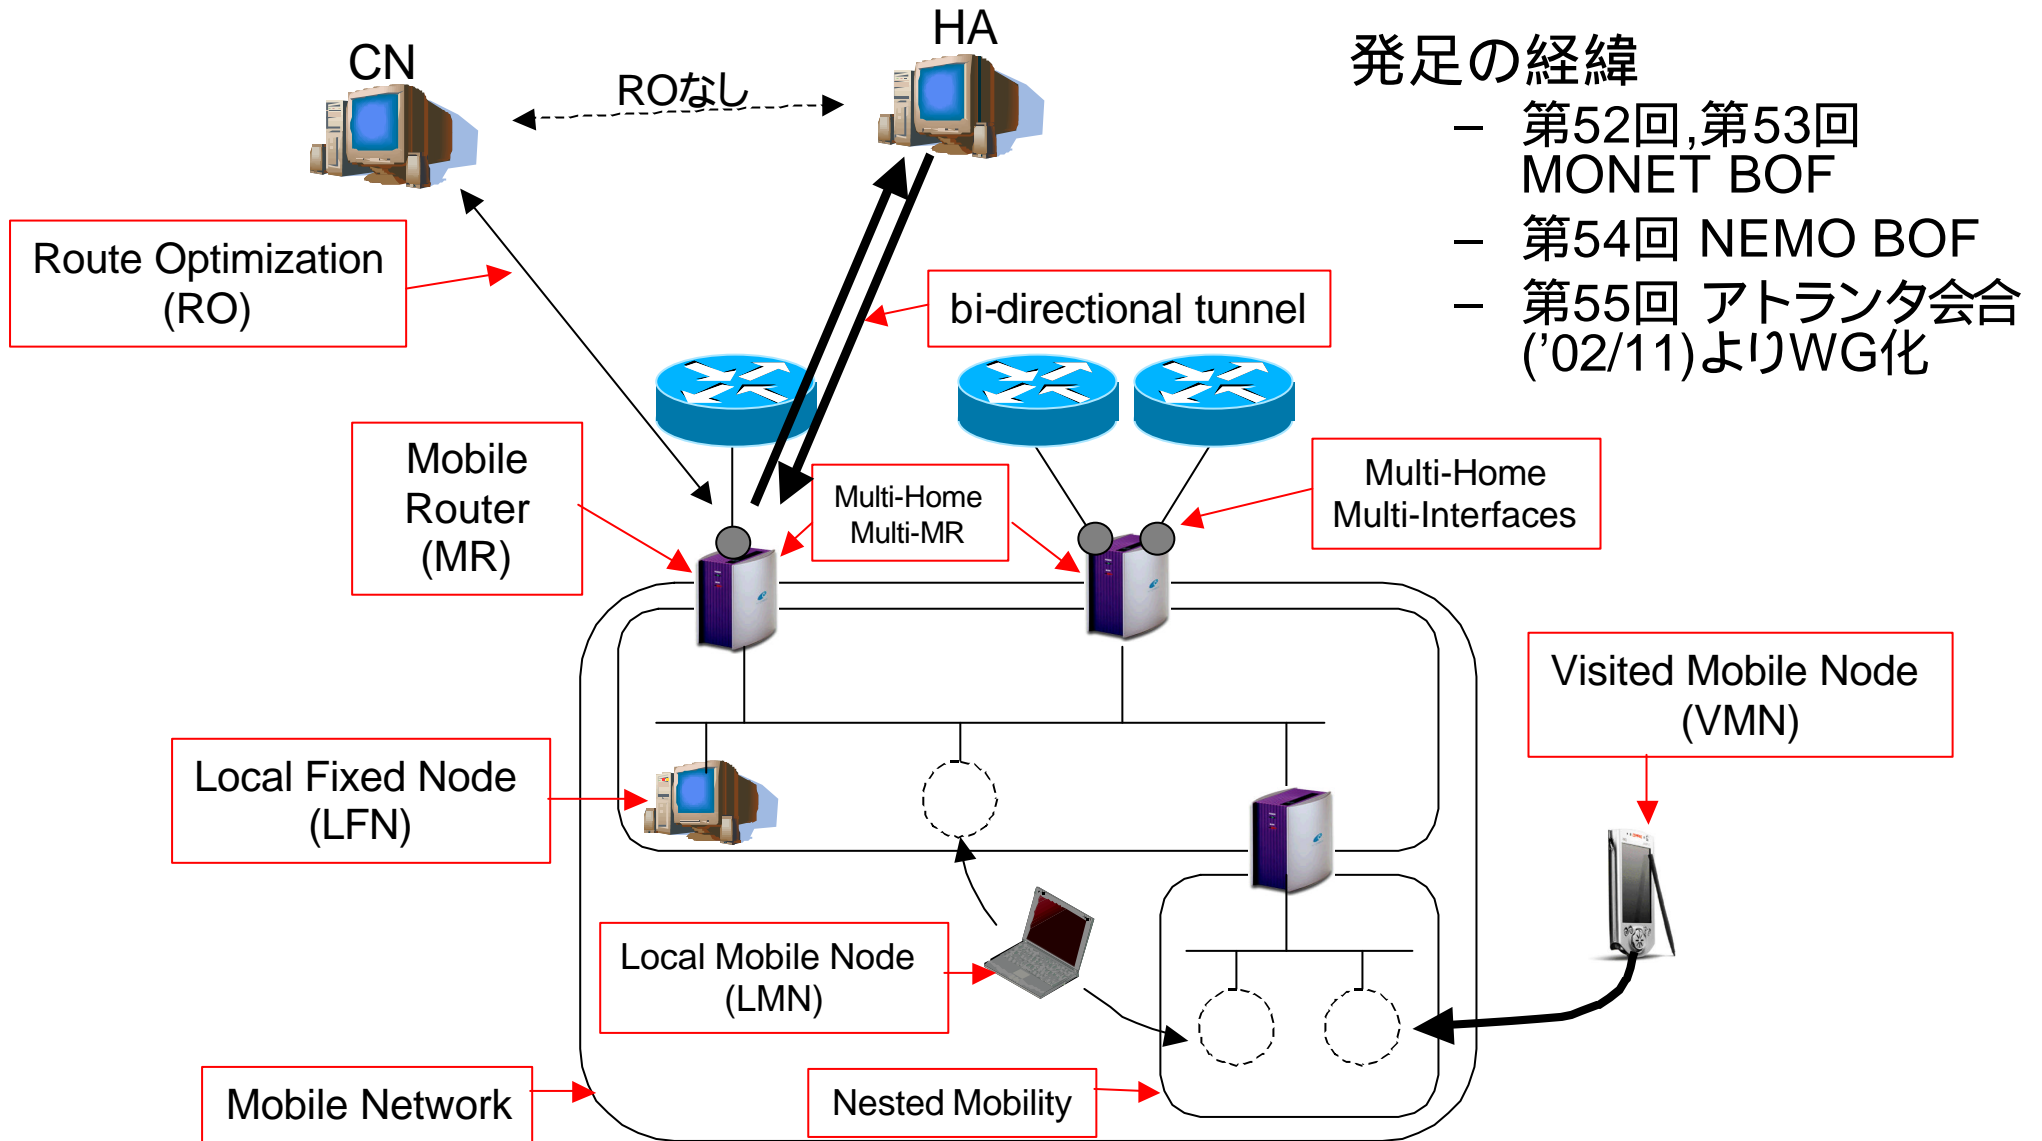 HA
CN
ROなし
発足の経緯
– 第52回,第53回
MONET BOF
– 第54回 NEMO BOF
– 第55回 アトランタ会合
('02/11)よりWG化
Route Optimization
(RO)
bi-directional tunnel
Mobile
Router
(MR)
Multi-Home
Multi-MR
Multi-Home
Multi-Interfaces
Visited Mobile Node
(VMN)
Local Fixed Node
(LFN)
Local Mobile Node
(LMN)
Mobile Network
Nested Mobility